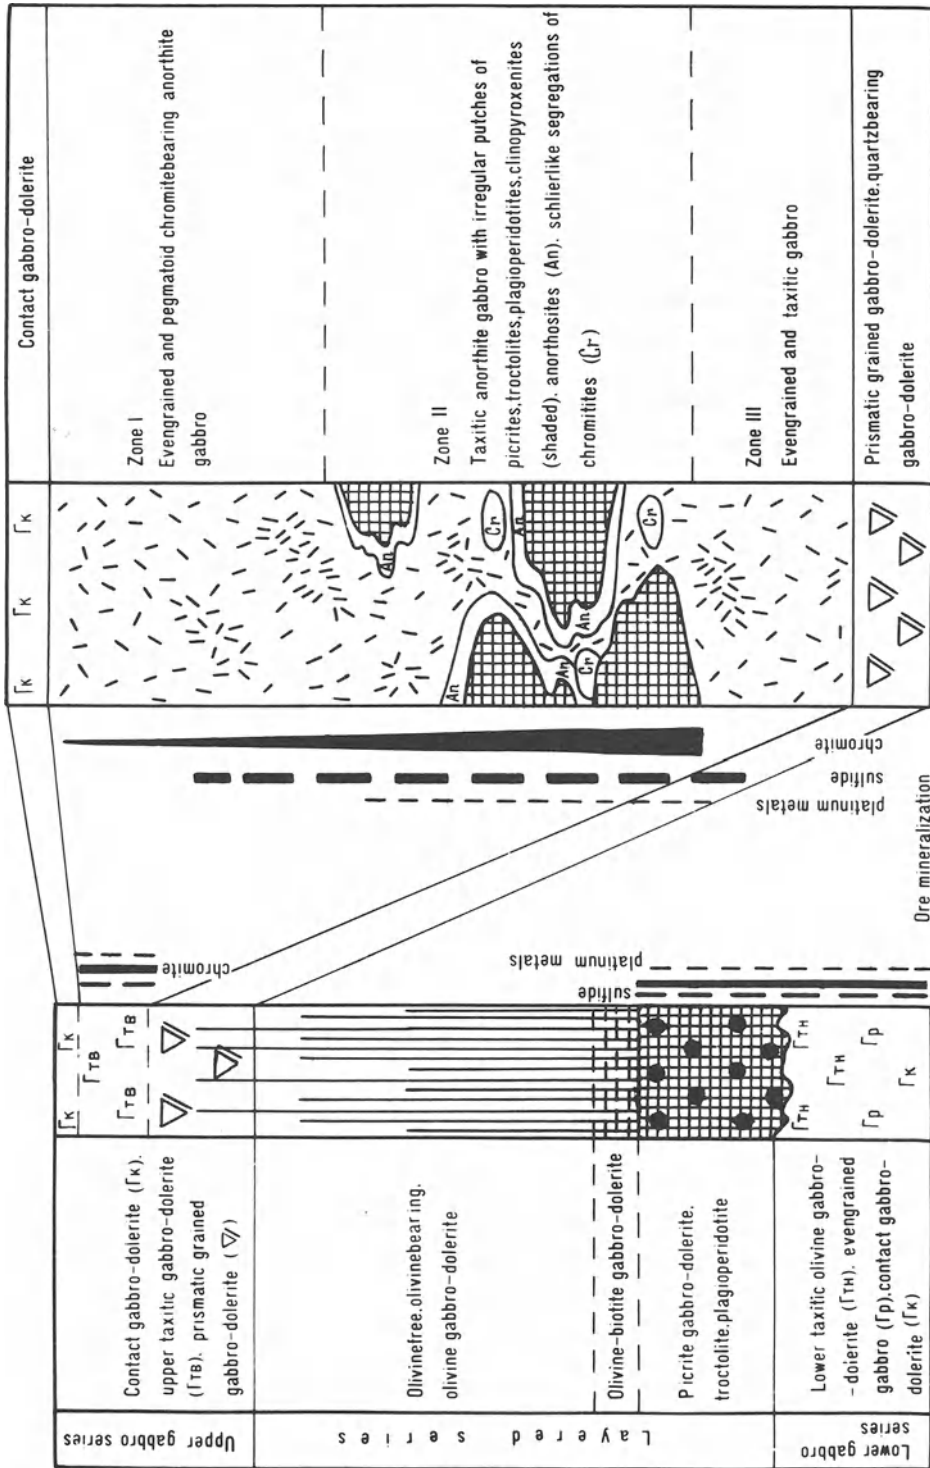 Upper gabbro series
Layered series
Lower gabbro
series
Contact gabbro-dolerite (Гк).
upper taxitic gabbro-dolerite
(Гтв). prismatic grained
gabbro-dolerite (
)
Olivinefree.olivinebearing.
olivine gabbro-dolerite
Olivine-biotite gabbro-dolerite
Picrite gabbro-dolerite.
troctolite.plagioperidotite
Lower taxitic olivine gabbro-
-doierite (Гтн). evengrained
gabbro (Гр).contact gabbro-
dolerite (Гк)
Гк Гк
Гтв
Гтв Гтв
Гтн Гтн
Гтн
Гр Гр
Гк
chromite
sulfide
platinum metals
Ore mineralization
platinum metals
sulfide
chromite
Гк Гк Гк
An
An
Cr
An
An
An
Cr
Cr
Contact gabbro-dolerite
Zone I
Evengrained and pegmatoid chromitebearing anorthite
gabbro
Zone II
Taxitic anorthite gabbro with irregular putches of
picrites.troctolites.plagioperidotites.clinopyroxenites
(shaded). anorthosites (An). schlierlike segregations of
chromitites (Cr)
Zone III
Evengrained and taxitic gabbro
Prismatic grained gabbro-dolerite.quartzbearing
gabbro-dolerite